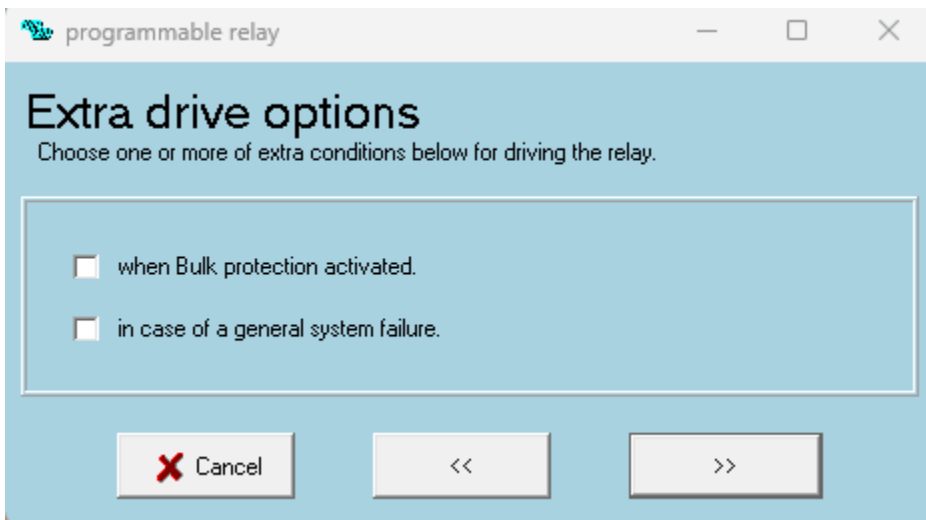 programmable relay
Extra drive options
Choose one or more of extra conditions below for driving the relay.
when Bulk protection activated.
in case of a general system failure.
Cancel
<<
>>